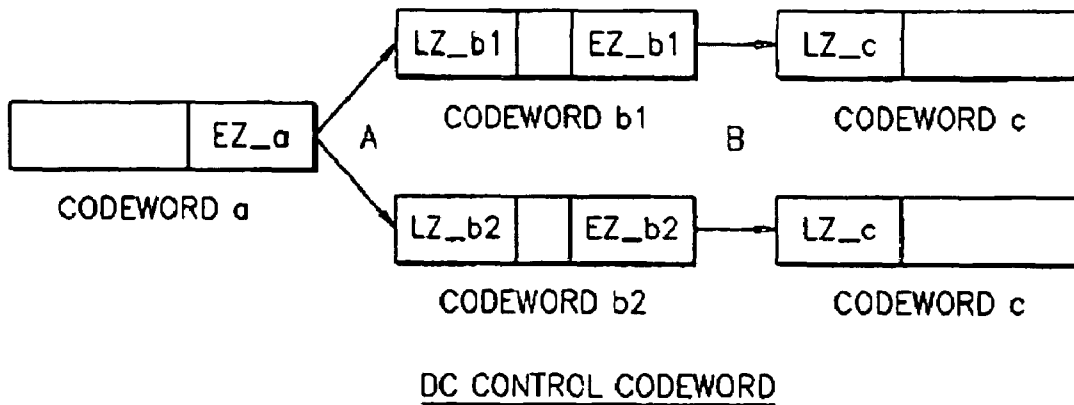 LZ_b1 EZ_b1 LZ_c
CODEWORD b1 CODEWORD c
EZ_a A B
CODEWORD a
LZ_b2 EZ_b2 LZ_c
CODEWORD b2 CODEWORD c
DC CONTROL CODEWORD